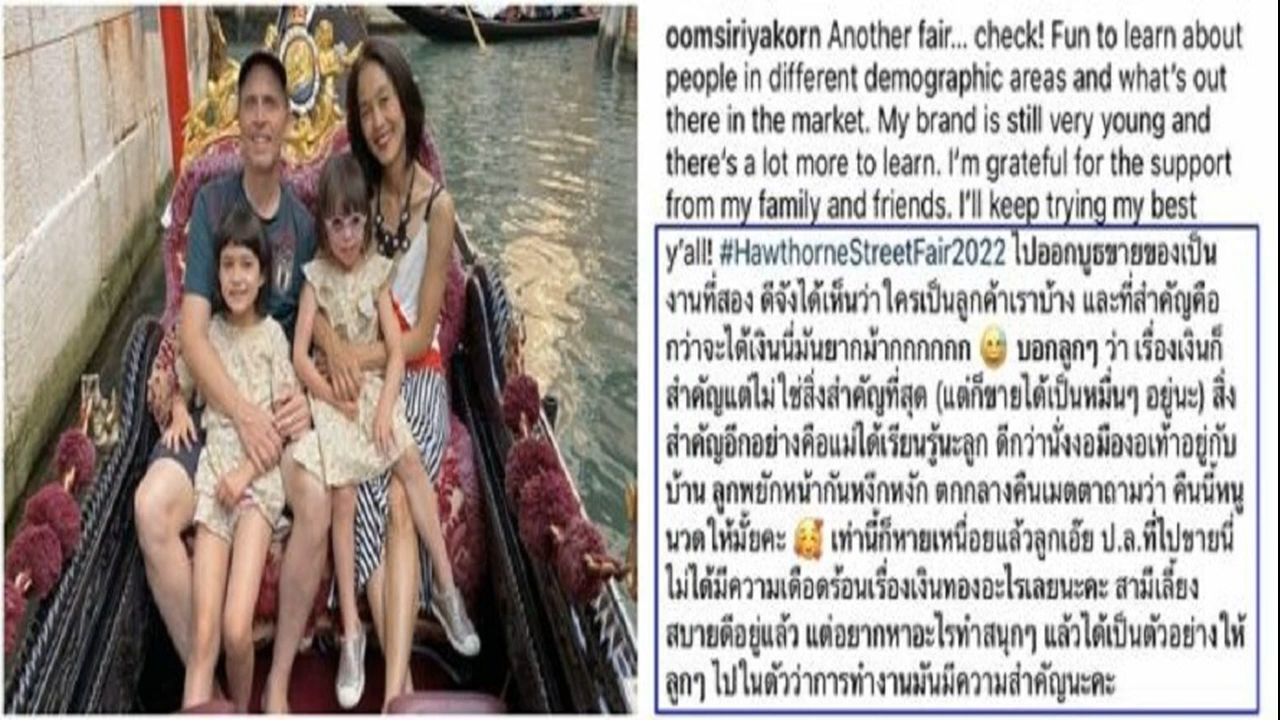 oomsiriyakorn Another fair... check! Fun to learn about
people in different demographic areas and what's out
there in the market. My brand is still very young and
there's a lot more to learn. I'm grateful for the support
from my family and friends. I'll keep trying my best
y'all! #HawthorneStreetFair2022 ไปออกบูธขายของเป็น
งานที่สอง ดีจังได้เห็นว่าใครเป็นลูกค้าเราบ้าง และที่สำคัญคือ
กว่าจะได้เงินนี่มันยากม้ากกกกกก 😅 บอกลูกๆ ว่า เรื่องเงินก็
สำคัญแต่ไม่ใช่สิ่งสำคัญที่สุด (แต่ก็ขายได้เป็นหมื่นๆ อยู่นะ) สิ่ง
สำคัญอีกอย่างคือแม่ได้เรียนรู้นะลูก ดีกว่านั่งงอมืองอเท้าอยู่กับ
บ้าน ลูกพยักหน้ากันหงึกหงัก ตกกลางคืนเมตตาถามว่า คืนนี้หนู
นวดให้มั้ยคะ 🥰 เท่านี้ก็หายเหนื่อยแล้วลูกเอ๊ย ป.ล.ที่ไปขายนี่
ไม่ได้มีความเดือดร้อนเรื่องเงินทองอะไรเลยนะคะ สามีเลี้ยง
สบายดีอยู่แล้ว แต่อยากหาอะไรทำสนุกๆ แล้วได้เป็นตัวอย่างให้
ลูกๆ ไปในตัวว่าการทำงานมันมีความสำคัญนะคะ